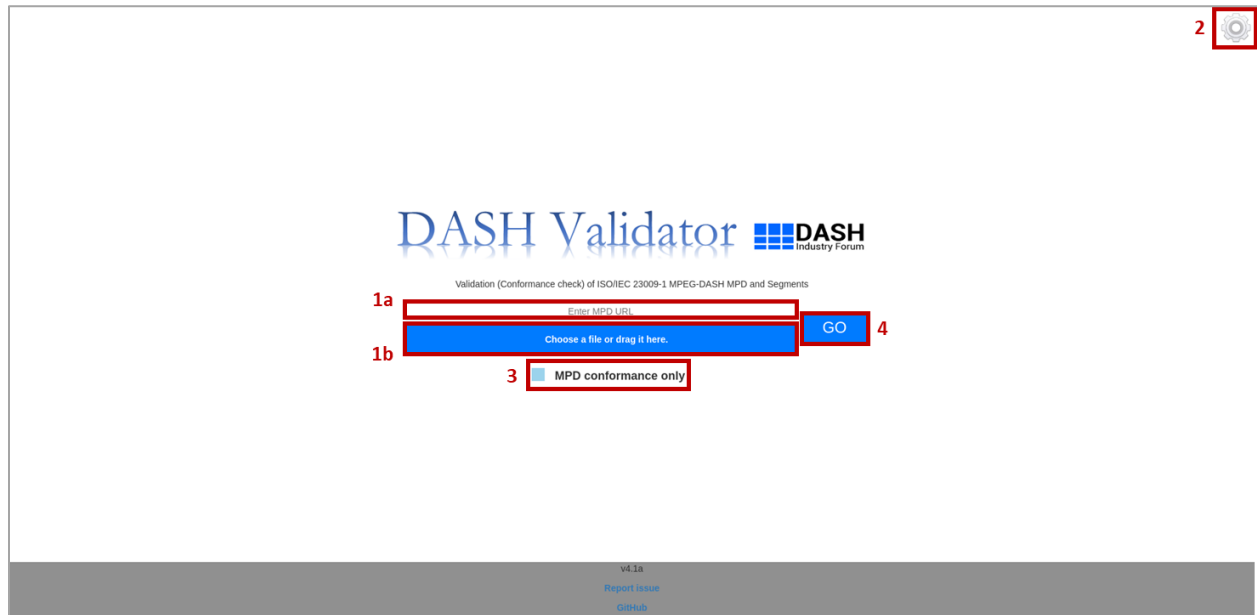 2
DASH Validator DASH
Industry Forum
Validation (Conformance check) of ISO/IEC 23009-1 MPEG-DASH MPD and Segments
1a Enter MPD URL
GO 4
1b Choose a file or drag it here.
3 MPD conformance only
v4.1a
Report issue
GitHub